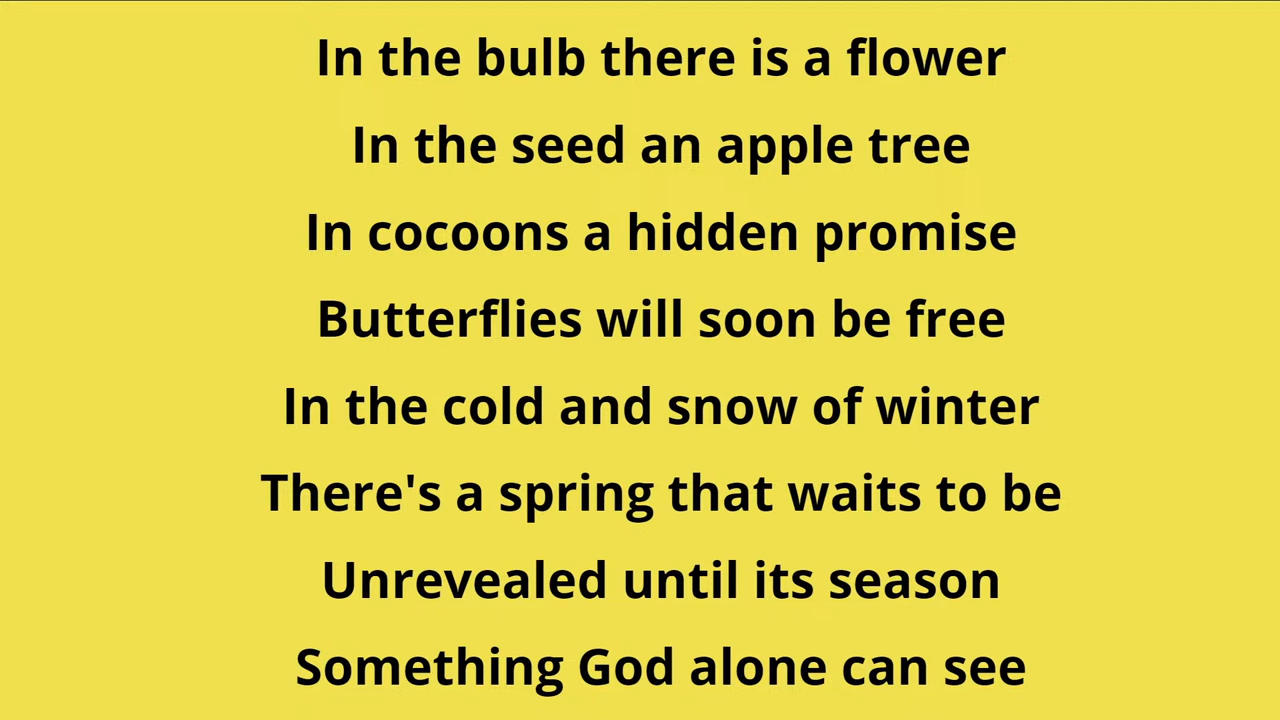 In the bulb there is a flower
In the seed an apple tree
In cocoons a hidden promise
Butterflies will soon be free
In the cold and snow of winter
There's a spring that waits to be
Unrevealed until its season
Something God alone can see